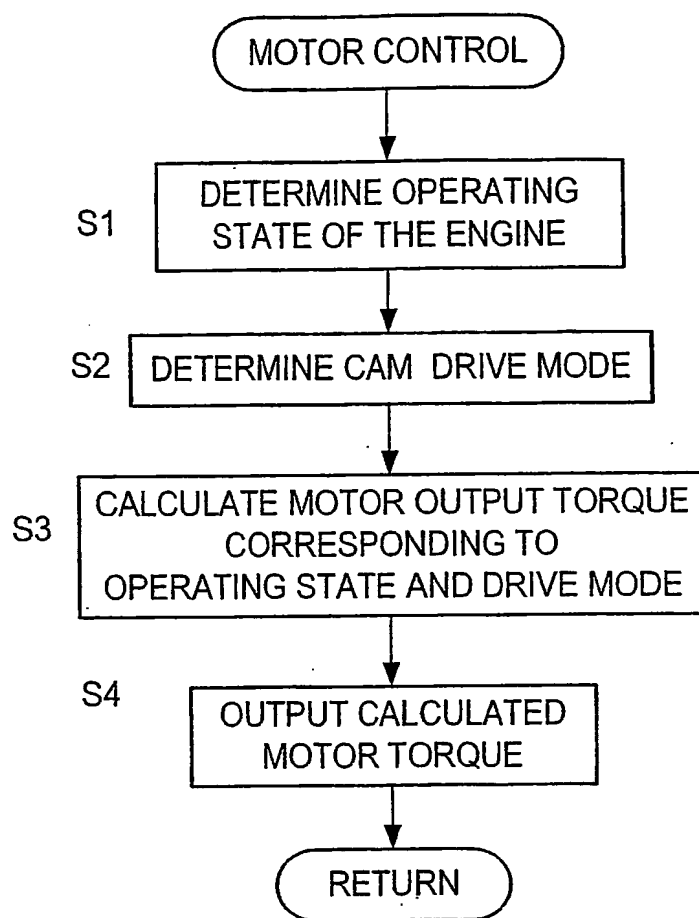 MOTOR CONTROL
S1
DETERMINE OPERATING
STATE OF THE ENGINE
S2
DETERMINE CAM DRIVE MODE
S3
CALCULATE MOTOR OUTPUT TORQUE
CORRESPONDING TO
OPERATING STATE AND DRIVE MODE
S4
OUTPUT CALCULATED
MOTOR TORQUE
RETURN